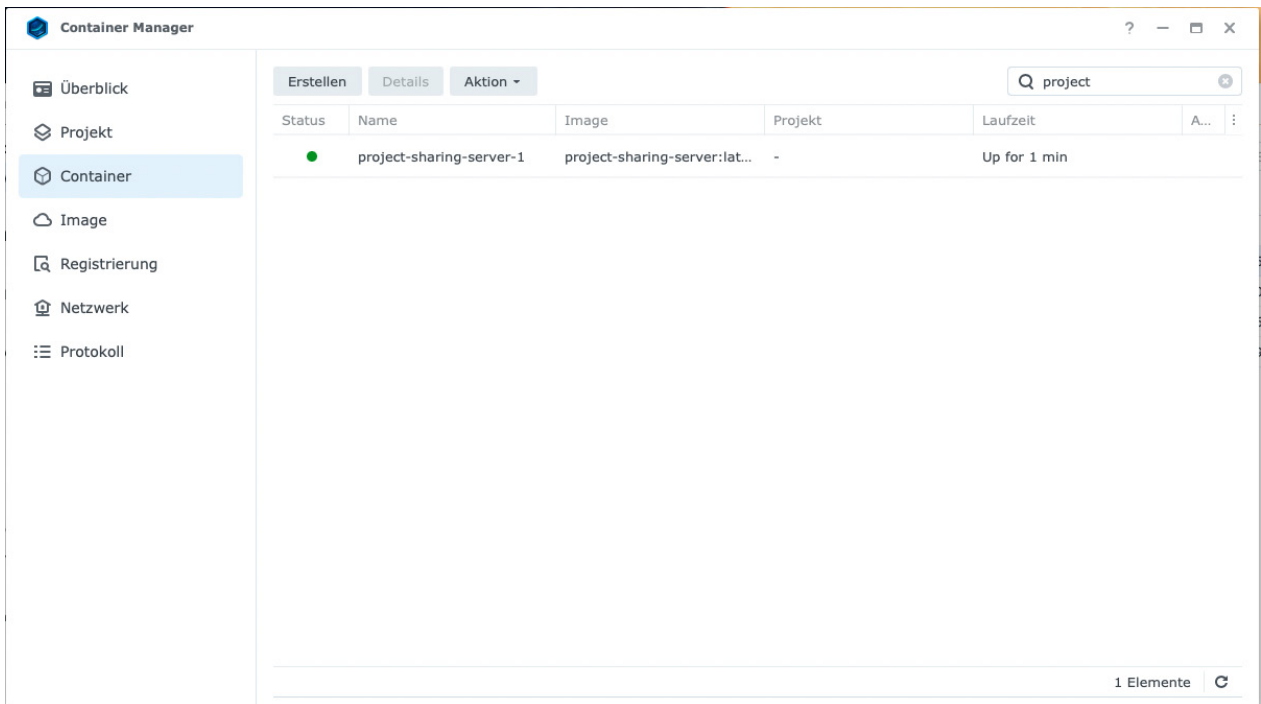 Container Manager
Überblick
Projekt
Container
Image
Registrierung
Netzwerk
Protokoll
Erstellen Details Aktion
project
Status Name Image Projekt Laufzeit A...
project-sharing-server-1 project-sharing-server:lat... - Up for 1 min
1 Elemente